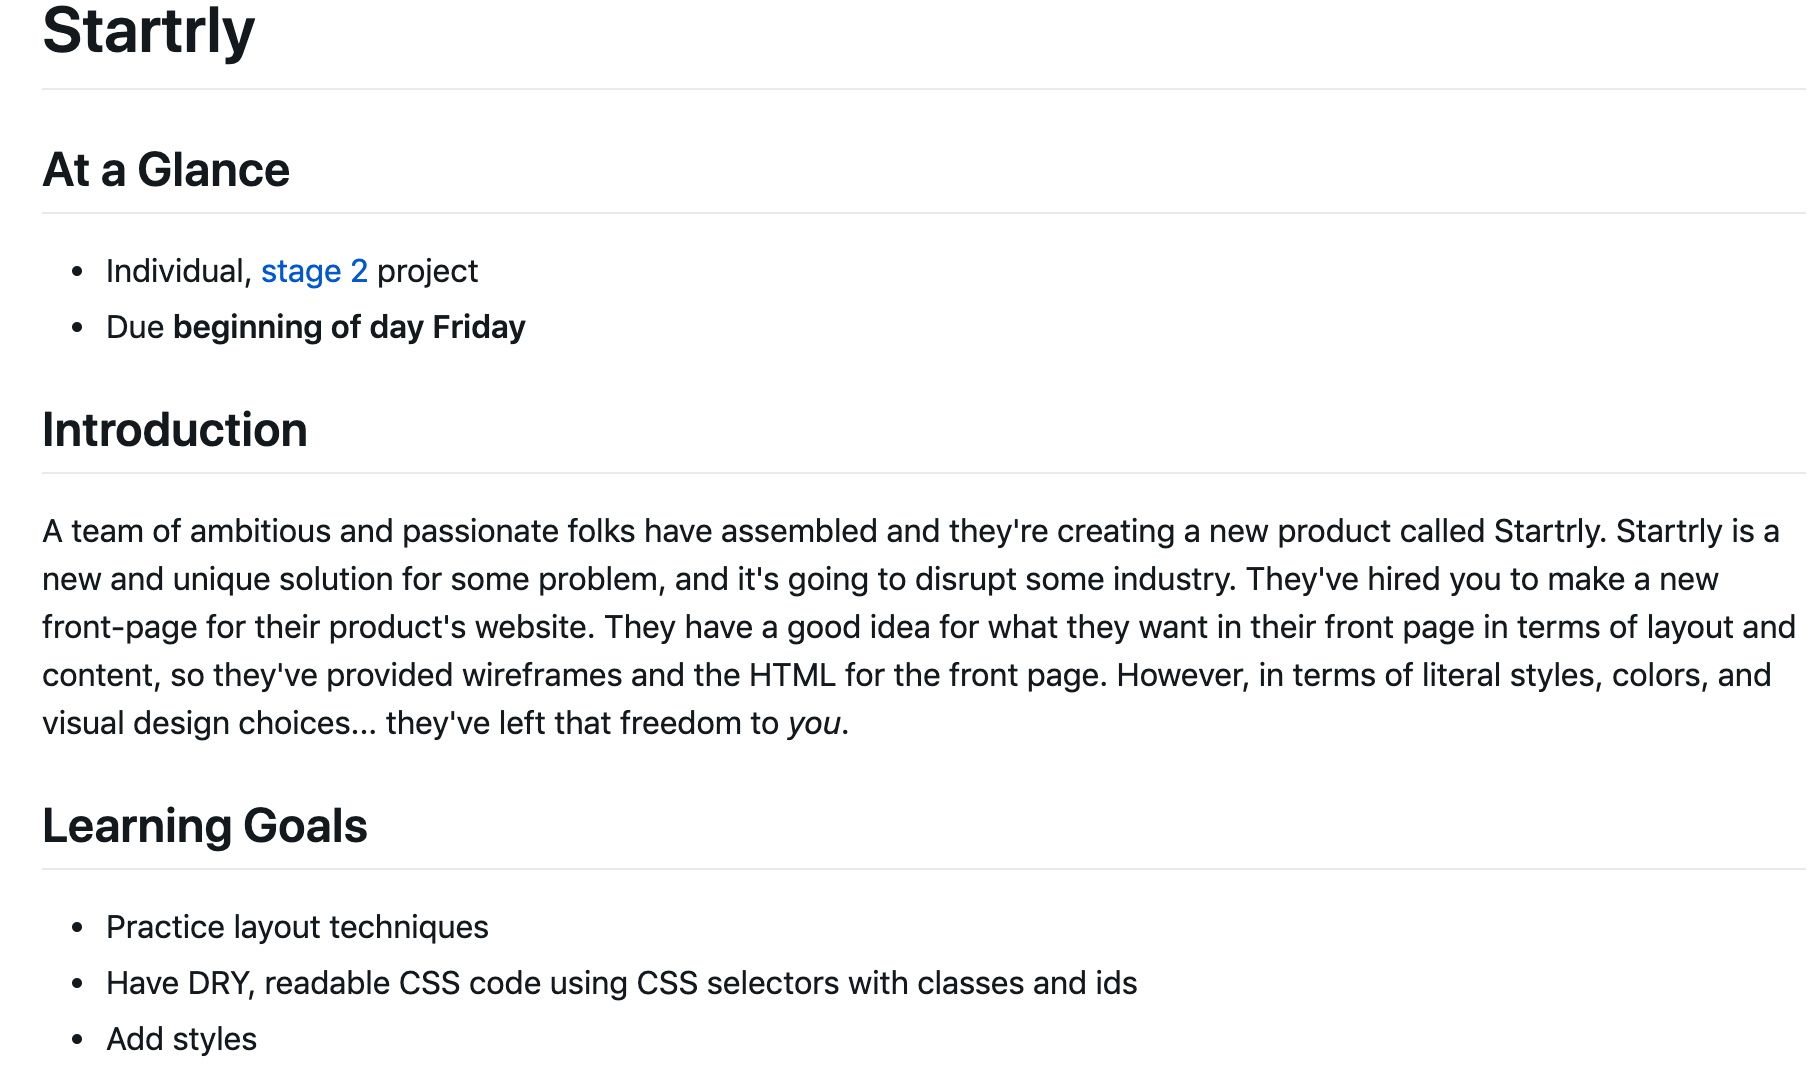 Startrly
At a Glance
Individual, stage 2 project
Due beginning of day Friday
Introduction
A team of ambitious and passionate folks have assembled and they're creating a new product called Startrly. Startrly is a
new and unique solution for some problem, and it's going to disrupt some industry. They've hired you to make a new
front-page for their product's website. They have a good idea for what they want in their front page in terms of layout and
content, so they've provided wireframes and the HTML for the front page. However, in terms of literal styles, colors, and
visual design choices... they've left that freedom to you.
Learning Goals
Practice layout techniques
Have DRY, readable CSS code using CSS selectors with classes and ids
Add styles